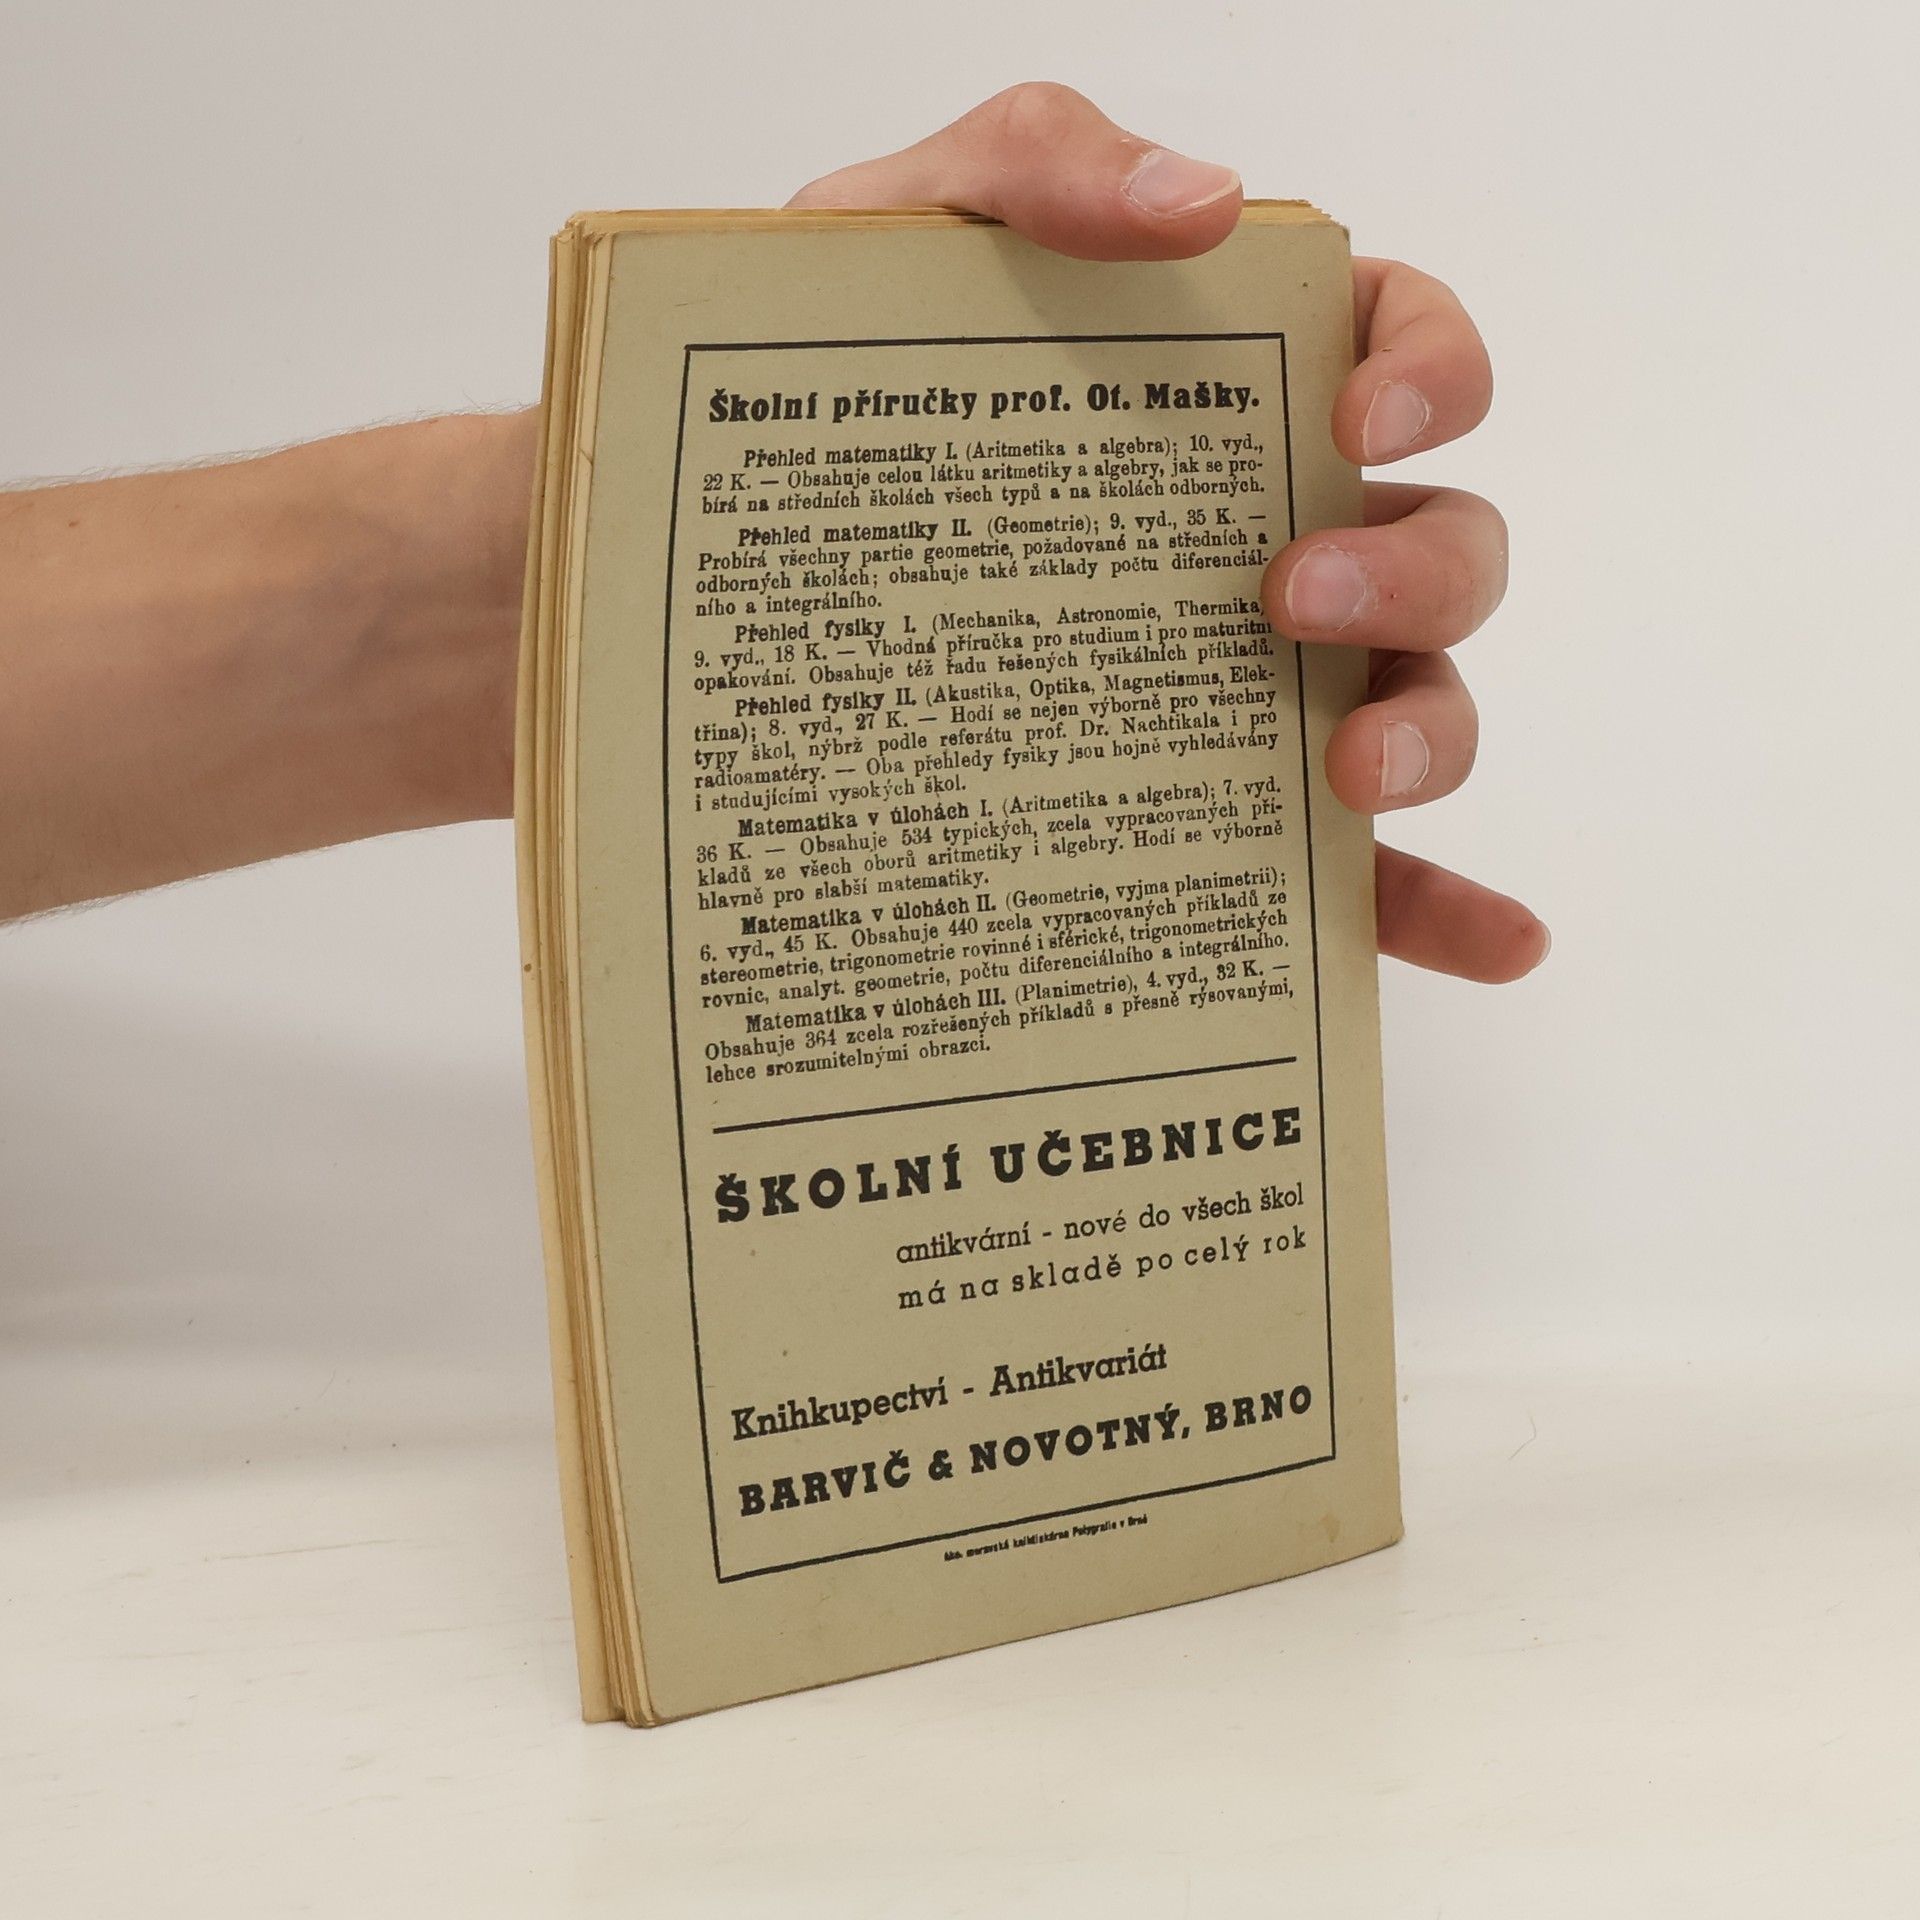 Školní příručky prof. Ot. Mašky.
Přehled matematiky I. (Aritmetika a algebra); 10. vyd.,
22 K. — Obsahuje celou látku aritmetiky a algebry, jak se pro-
bírá na středních školách všech typů a na školách odborných.
Přehled matematiky II. (Geometrie); 9. vyd., 35 K. —
Probírá všechny partie geometrie, požadované na středních a
odborných školách; obsahuje také základy počtu diferenciál-
ního a integrálního.
Přehled fysiky I. (Mechanika, Astronomie, Thermika)
9. vyd., 18 K. — Vhodná příručka pro studium i pro maturitní
opakování. Obsahuje též řadu řešených fysikálních příkladů.
Přehled fysiky II. (Akustika, Optika, Magnetismus, Elek-
třina); 8. vyd., 27 K. — Hodí se nejen výborně pro všechny
typy škol, nýbrž podle referátu prof. Dr. Nachtikala i pro
radioamatéry. — Oba přehledy fysiky jsou hojně vyhledávány
i studujícími vysokých škol.
Matematika v úlohách I. (Aritmetika a algebra); 7. vyd.
36 K. — Obsahuje 534 typických, zcela vypracovaných pří-
kladů ze všech oborů aritmetiky i algebry. Hodí se výborně
hlavně pro slabší matematiky.
Matematika v úlohách II. (Geometrie, vyjma planimetrii);
6. vyd., 45 K. Obsahuje 440 zcela vypracovaných příkladů ze
stereometrie, trigonometrie rovinné i sférické, trigonometrických
rovnic, analyt. geometrie, počtu diferenciálního a integrálního.
Matematika v úlohách III. (Planimetrie), 4. vyd., 32 K. —
Obsahuje 364 zcela rozřešených příkladů s přesně rýsovanými,
lehce srozumitelnými obrazci.
ŠKOLNÍ UČEBNICE
antikvární - nové do všech škol
má na skladě po celý rok
Knihkupectví - Antikvariát
BARVIČ & NOVOTNÝ, BRNO
moravská knihtiskárna Polygrafie v Brně